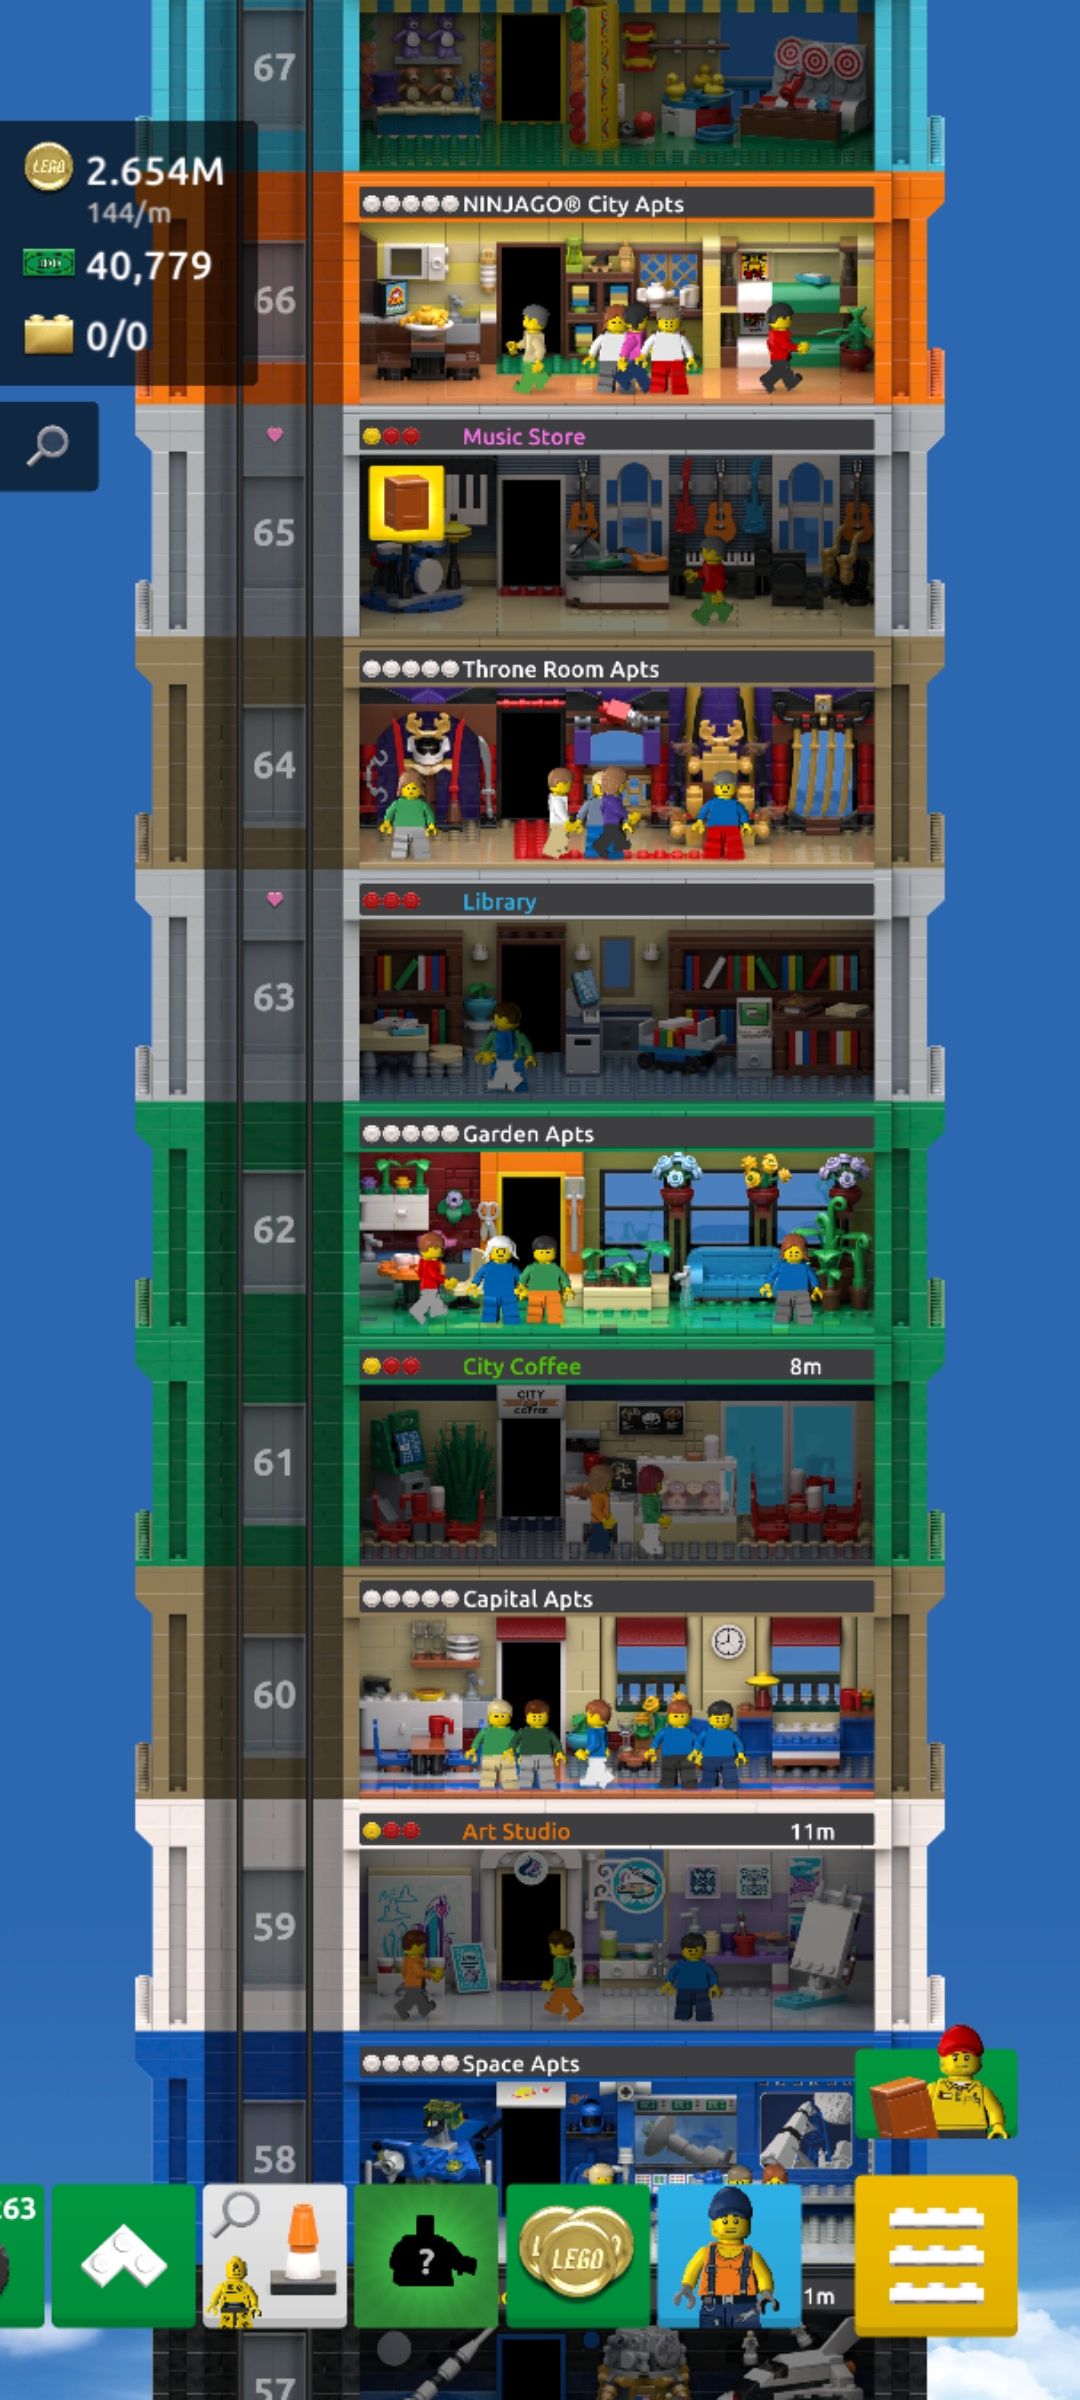 67
LEGO 2.654M
144/m
40,779
0/0
NINJAGO® City Apts
66
Music Store
65
Throne Room Apts
64
Library
63
Garden Apts
62
City Coffee 8m
CITY
COFFEE
61
Capital Apts
60
Art Studio 11m
59
Space Apts
58
63
?
LEGO
1m
57